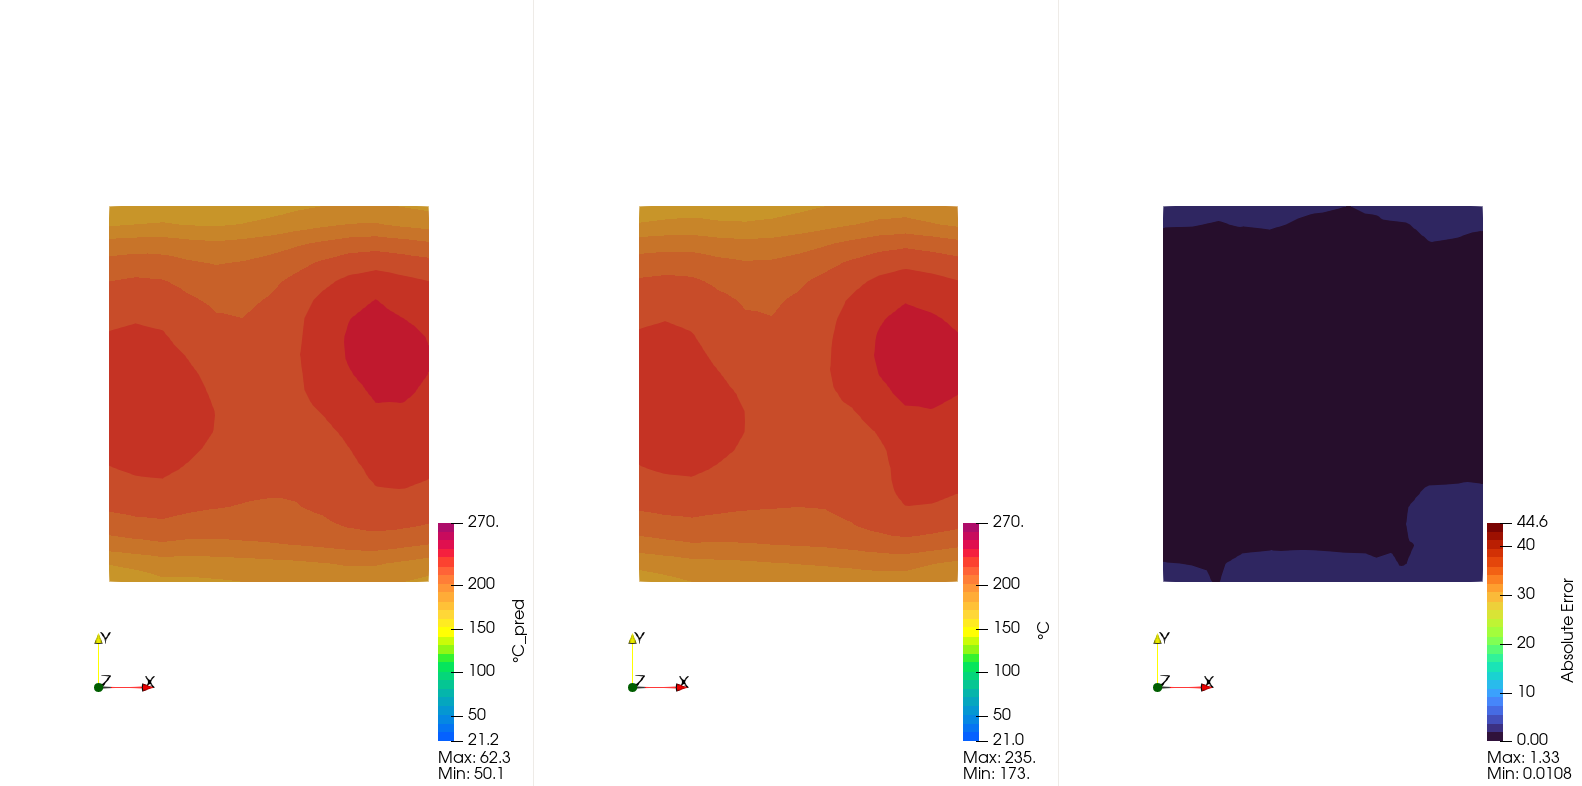 270.
200
150
100
50
21.2
°C_pred
Max: 62.3
Min: 50.1
Y
Z
X
270.
200
150
100
50
21.0
°C
Max: 235.
Min: 173.
Y
Z
X
44.6
40
30
20
10
0.00
Absolute Error
Max: 1.33
Min: 0.0108
Y
Z
X